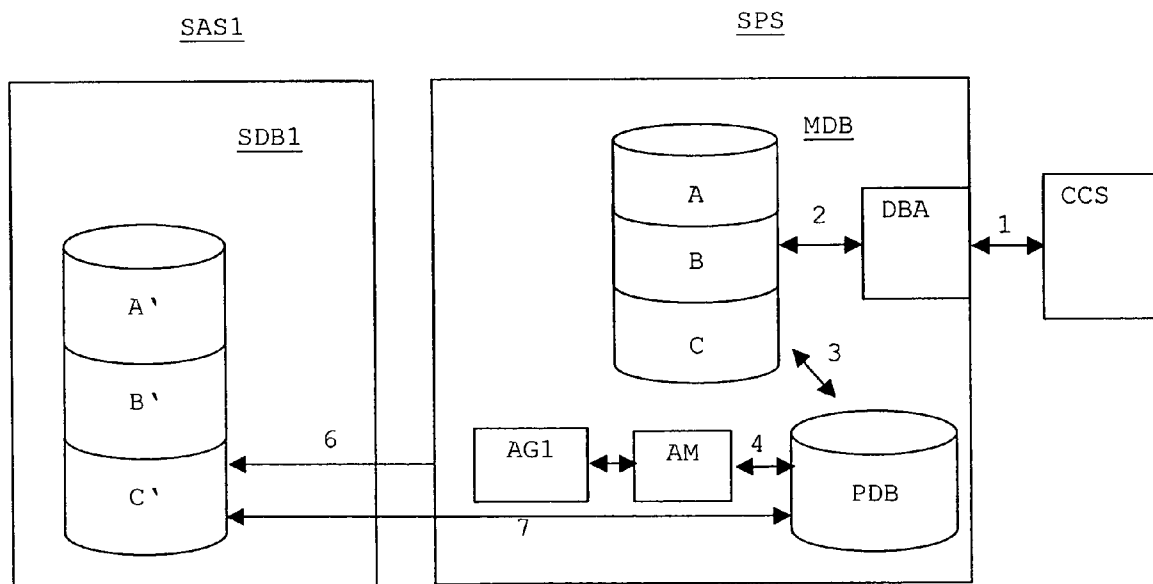 SAS1
SPS
SDB1
MDB
A
DBA
CCS
2
1
B
A‘
C
3
B‘
6
AG1
AM
4
C‘
PDB
7